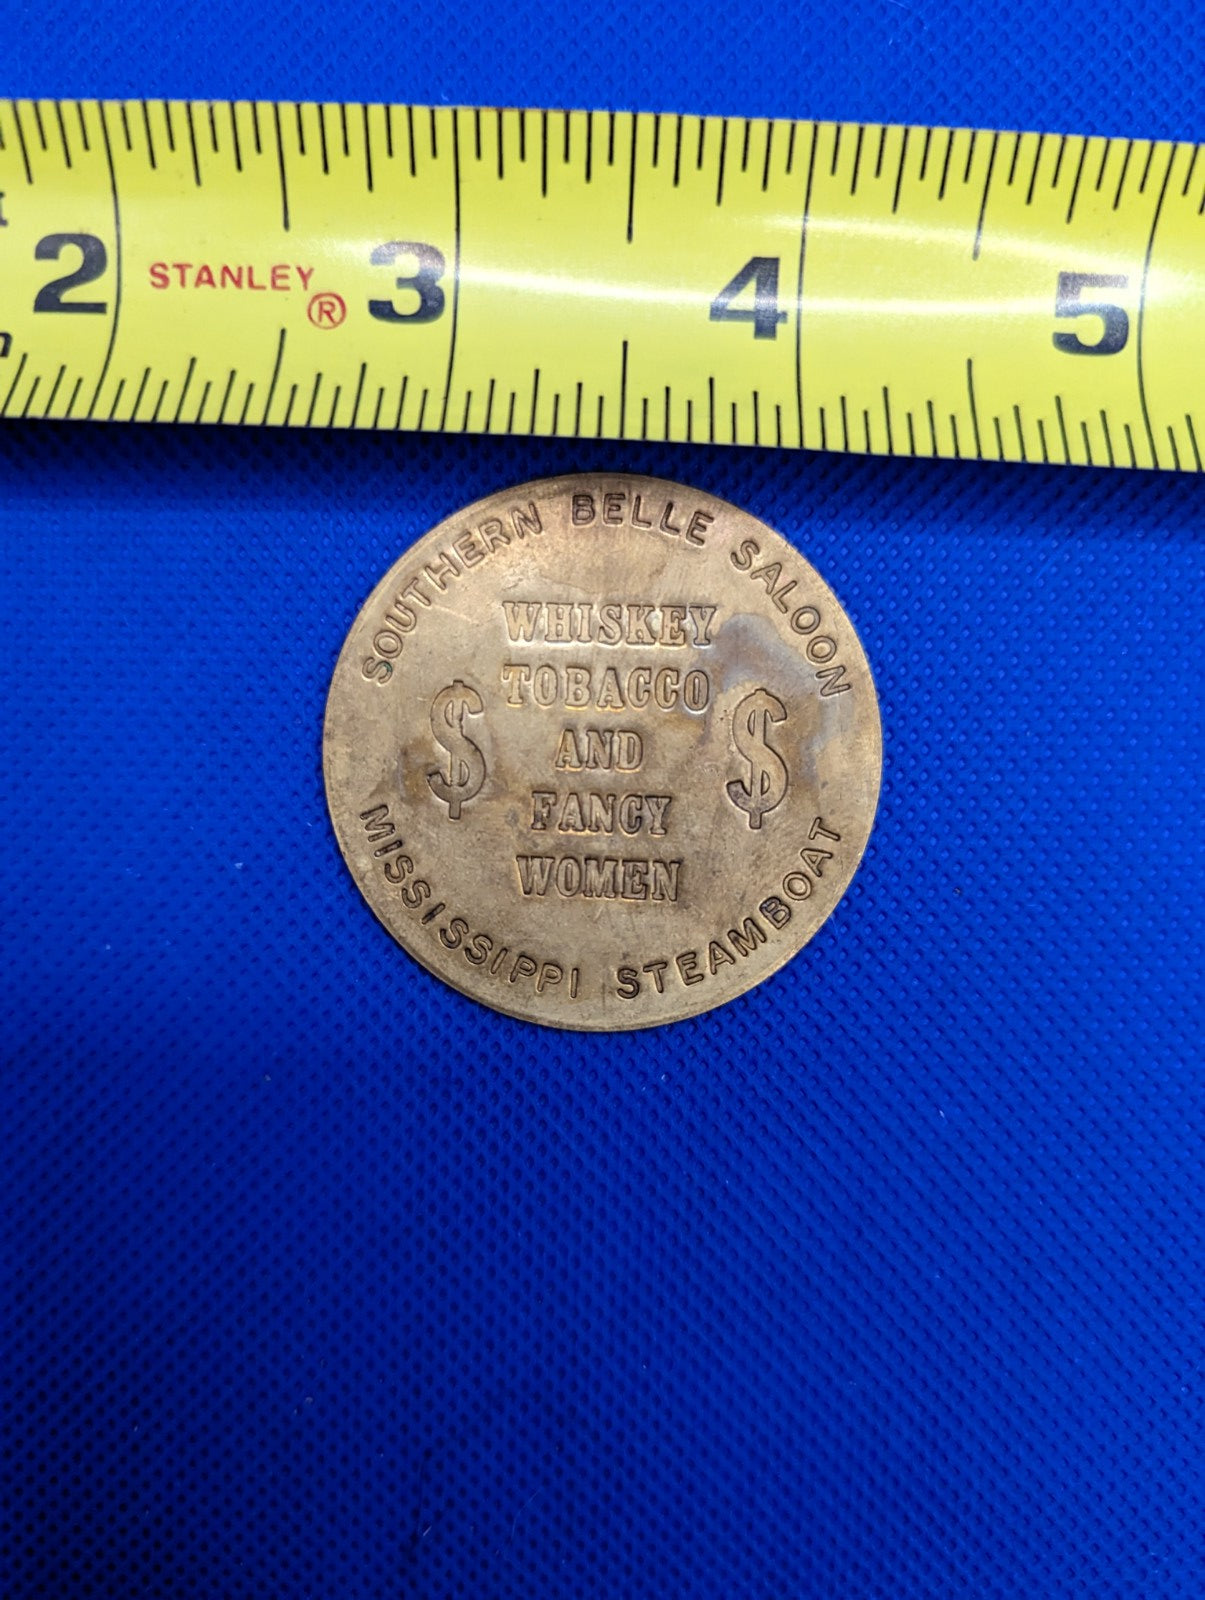 2 STANLEY ® 3 4 5
SOUTHERN BELLE SALOON
WHISKEY
TOBACCO
$ AND $
FANCY
WOMEN
MISSISSIPPI STEAMBOAT